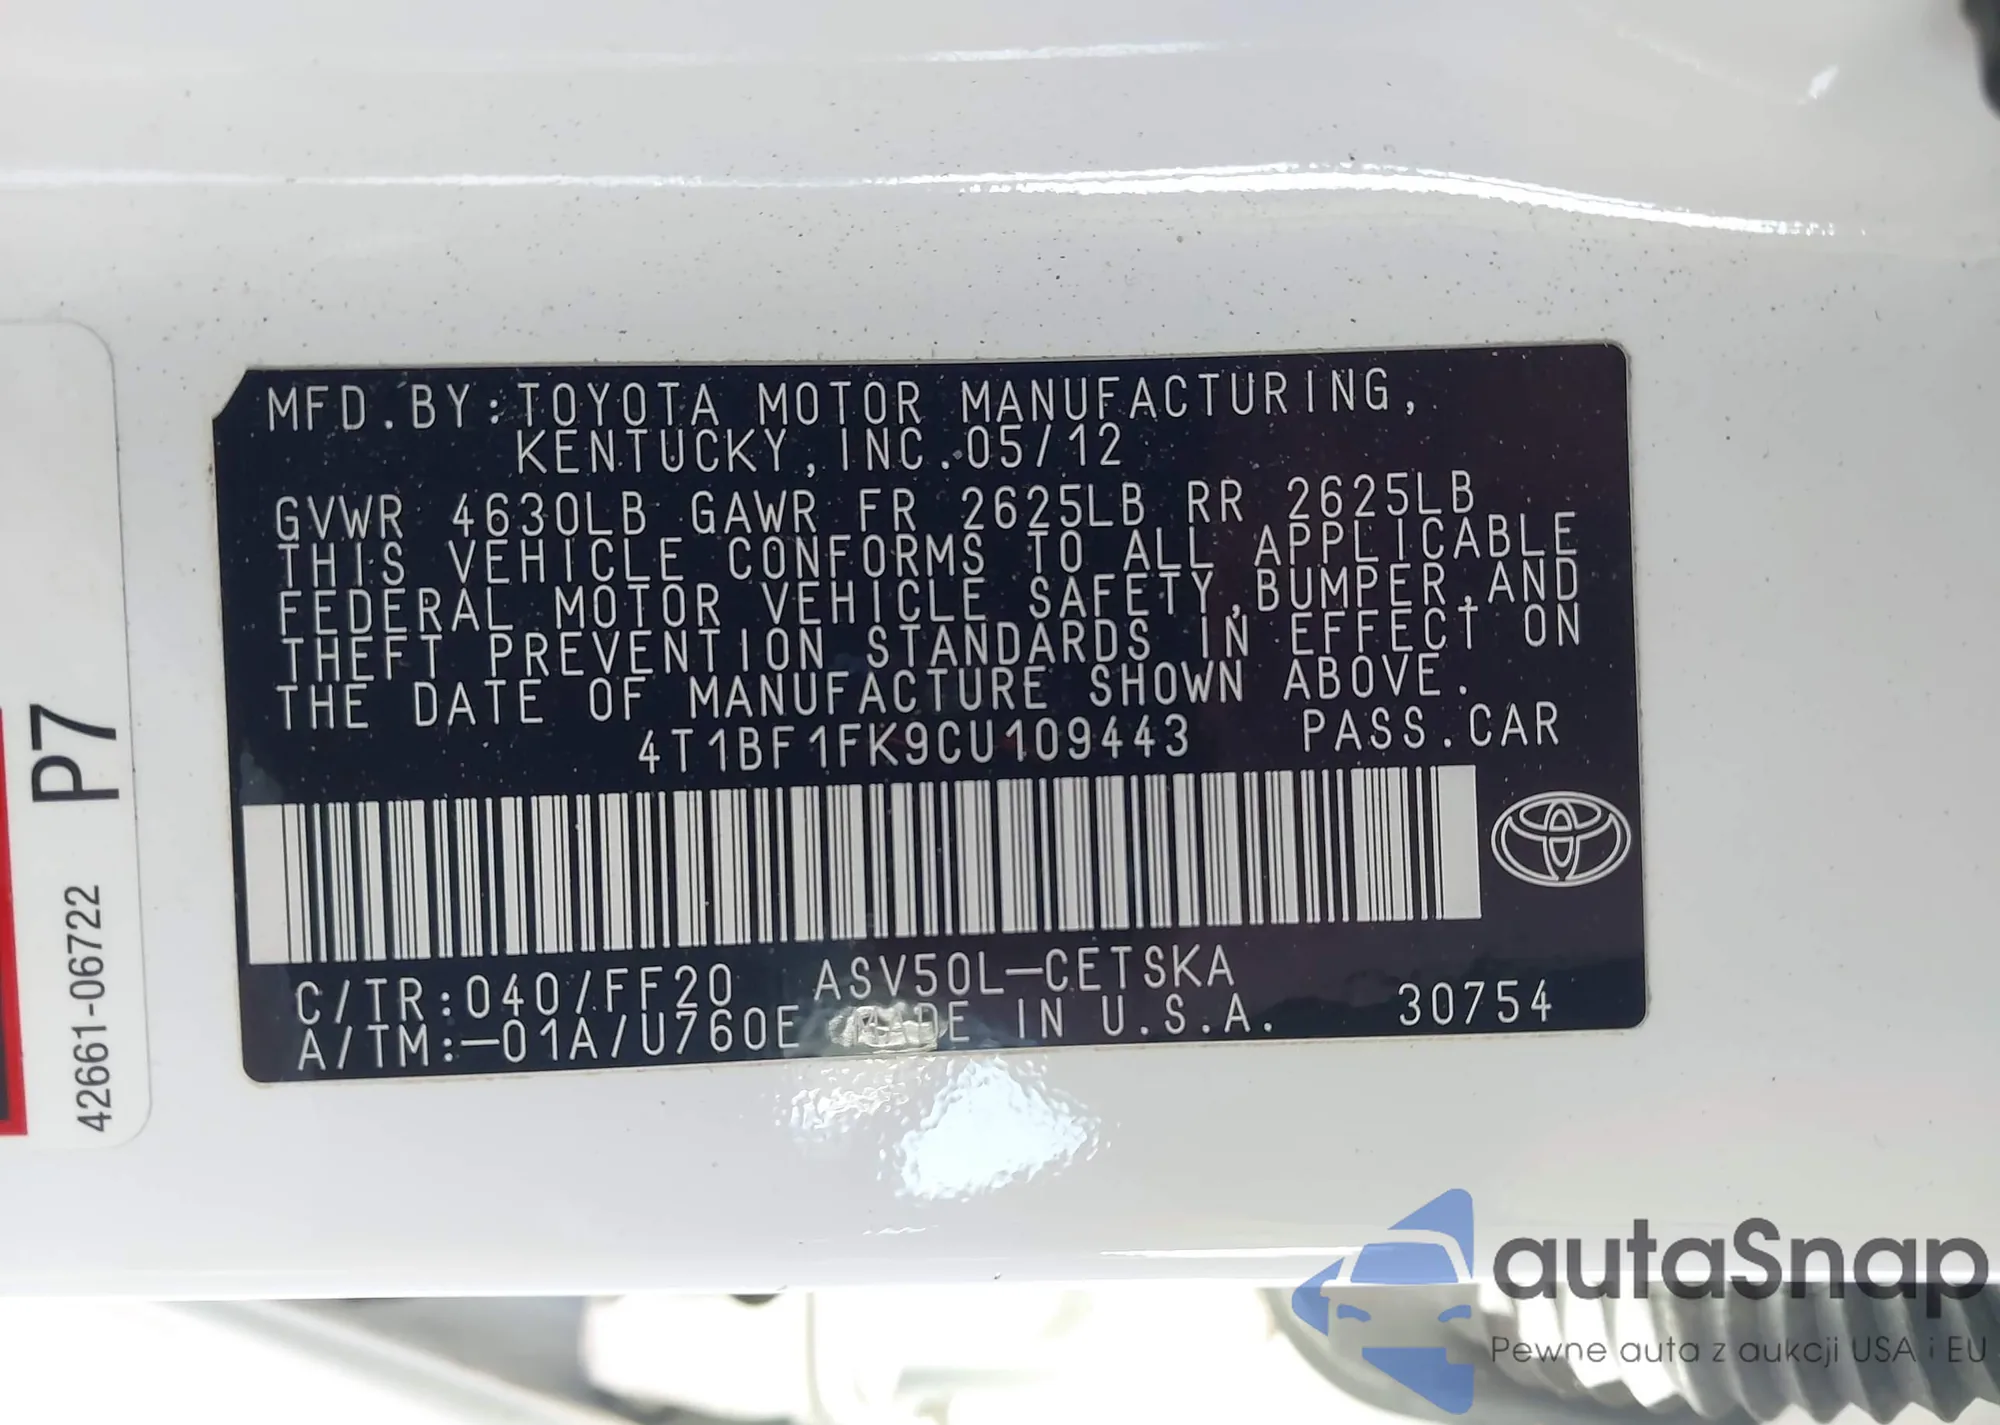 MFD.BY:TOYOTA MOTOR MANUFACTURING,
KENTUCKY,INC.05/12
GVWR 4630LB GAWR FR 2625LB RR 2625LB
THIS VEHICLE CONFORMS TO ALL APPLICABLE
FEDERAL MOTOR VEHICLE SAFETY,BUMPER,AND
THEFT PREVENTION STANDARDS IN EFFECT ON
THE DATE OF MANUFACTURE SHOWN ABOVE.
4T1BF1FK9CU109443 PASS.CAR
C/TR:040/FF20 ASV50L-CETSKA
A/TM:-01A/U760E MADE IN U.S.A. 30754
P7
42661-06722
autaSnap
Pewne auta z aukcji USA i EU